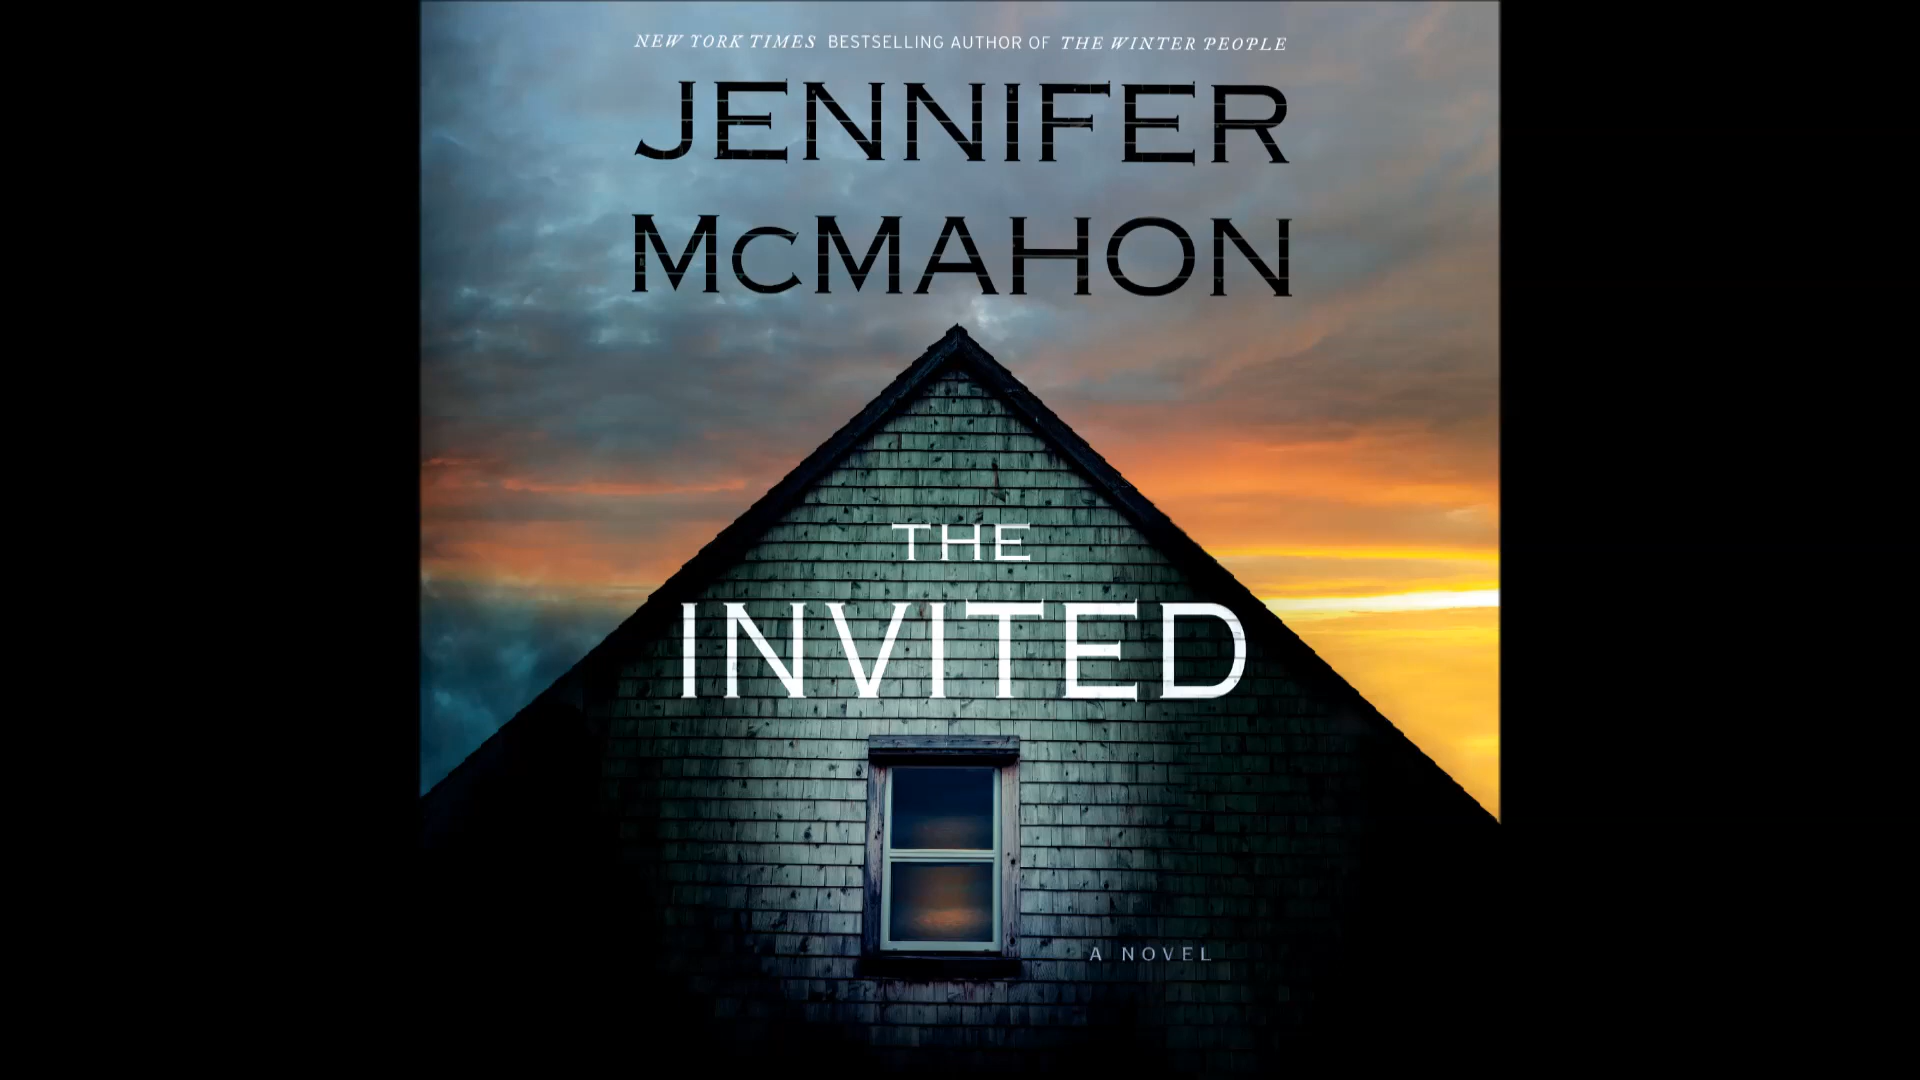 NEW YORK TIMES BESTSELLING AUTHOR OF THE WINTER PEOPLE
JENNIFER
McMAHON
THE
INVITED
A NOVEL